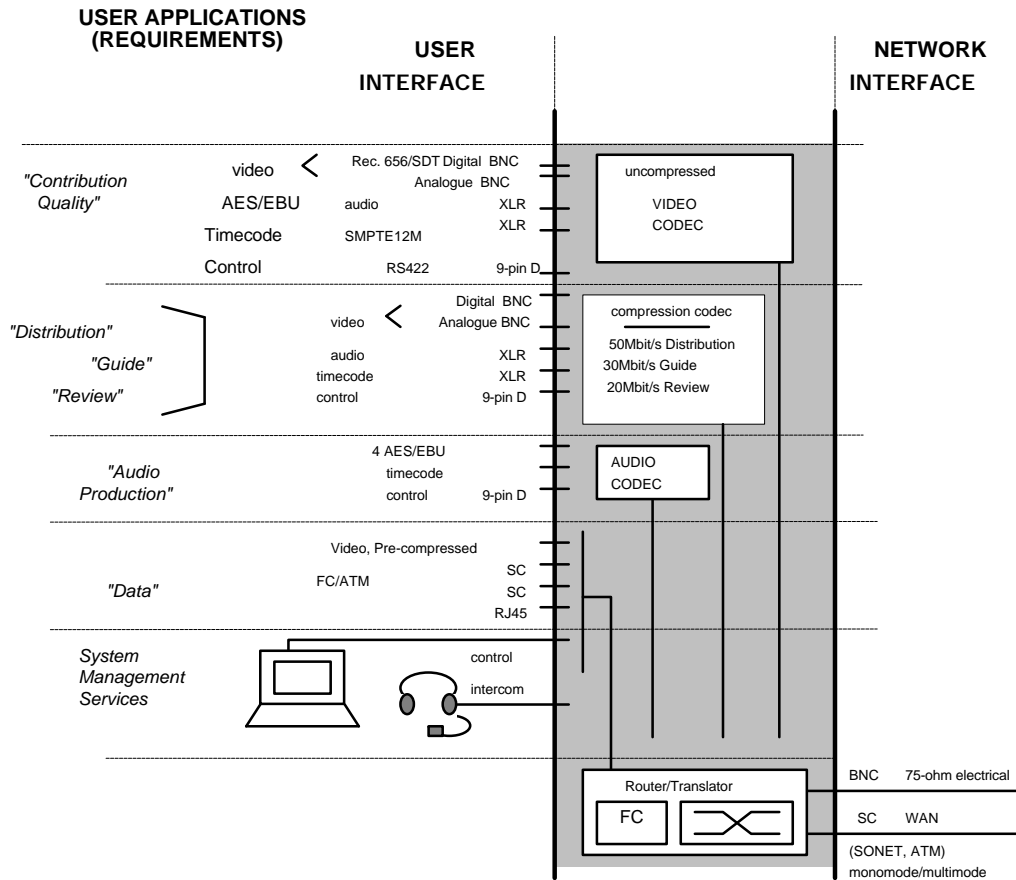 USER APPLICATIONS
(REQUIREMENTS)
USER
INTERFACE
NETWORK
INTERFACE
"Contribution
Quality"
video
Rec. 656/SDT Digital BNC
Analogue BNC
AES/EBU audio XLR
XLR
Timecode SMPTE12M
Control RS422 9-pin D
uncompressed
VIDEO
CODEC
"Distribution"
"Guide"
"Review"
Digital BNC
video Analogue BNC
audio XLR
timecode XLR
control 9-pin D
compression codec
50Mbit/s Distribution
30Mbit/s Guide
20Mbit/s Review
"Audio
Production"
4 AES/EBU
timecode
control 9-pin D
AUDIO
CODEC
"Data"
Video, Pre-compressed
SC
FC/ATM
SC
RJ45
System
Management
Services
control
intercom
Router/Translator
FC
BNC 75-ohm electrical
SC WAN
(SONET, ATM)
monomode/multimode